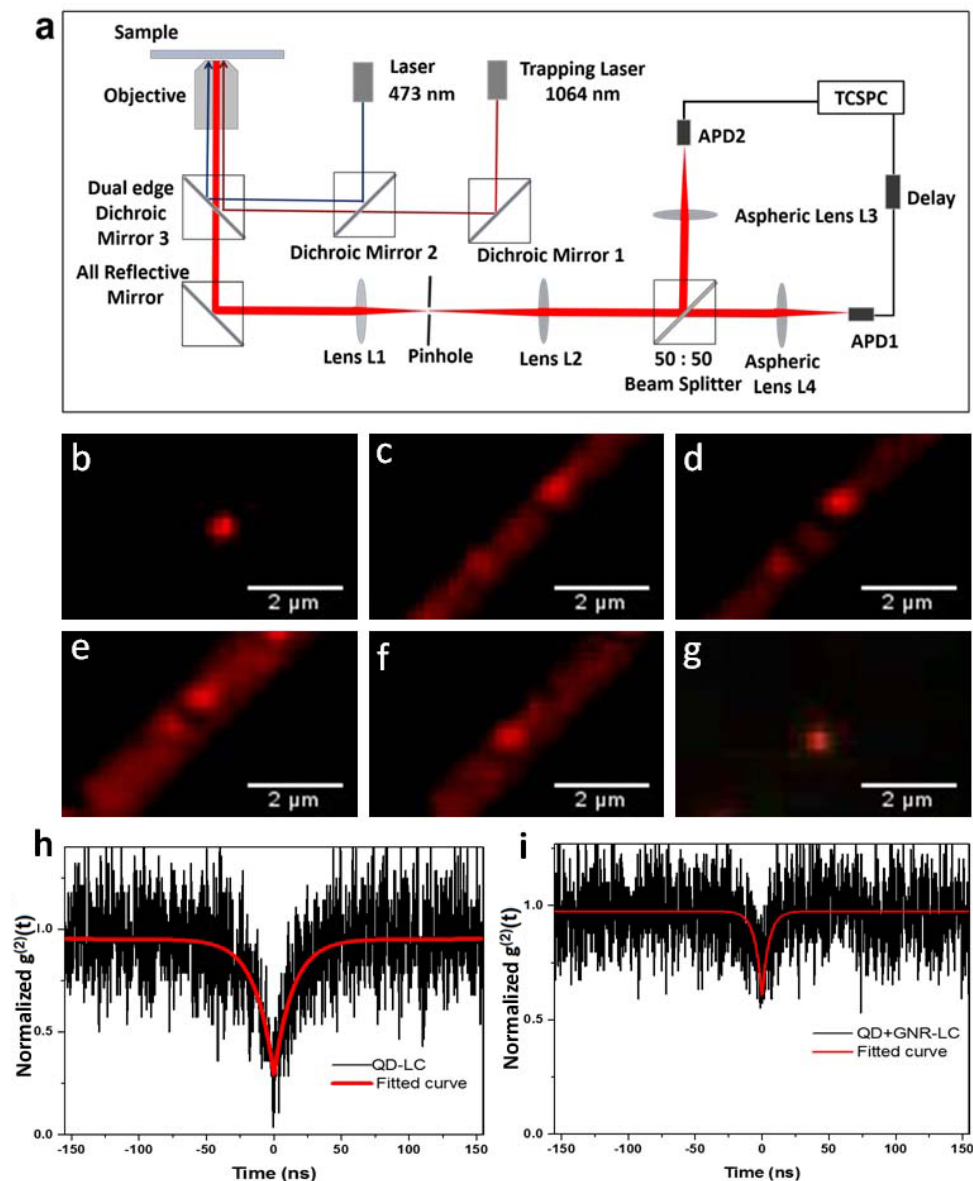 a
Sample
Objective
Laser
473 nm
Trapping Laser
1064 nm
TCSPC
APD2
Delay
Dual edge
Dichroic
Mirror 3
Dichroic Mirror 2
Dichroic Mirror 1
Aspheric Lens L3
All Reflective
Mirror
Lens L1
Pinhole
Lens L2
50 : 50
Beam Splitter
Aspheric
Lens L4
APD1
b
2 µm
c
2 µm
d
2 µm
e
2 µm
f
2 µm
g
2 µm
h
Normalized g(2)(t)
1.0
0.5
0.0
QD-LC
Fitted curve
-150 -100 -50 0 50 100 150
Time (ns)
i
Normalized g(2)(t)
1.0
0.5
0.0
QD+GNR-LC
Fitted curve
-150 -100 -50 0 50 100 150
Time (ns)